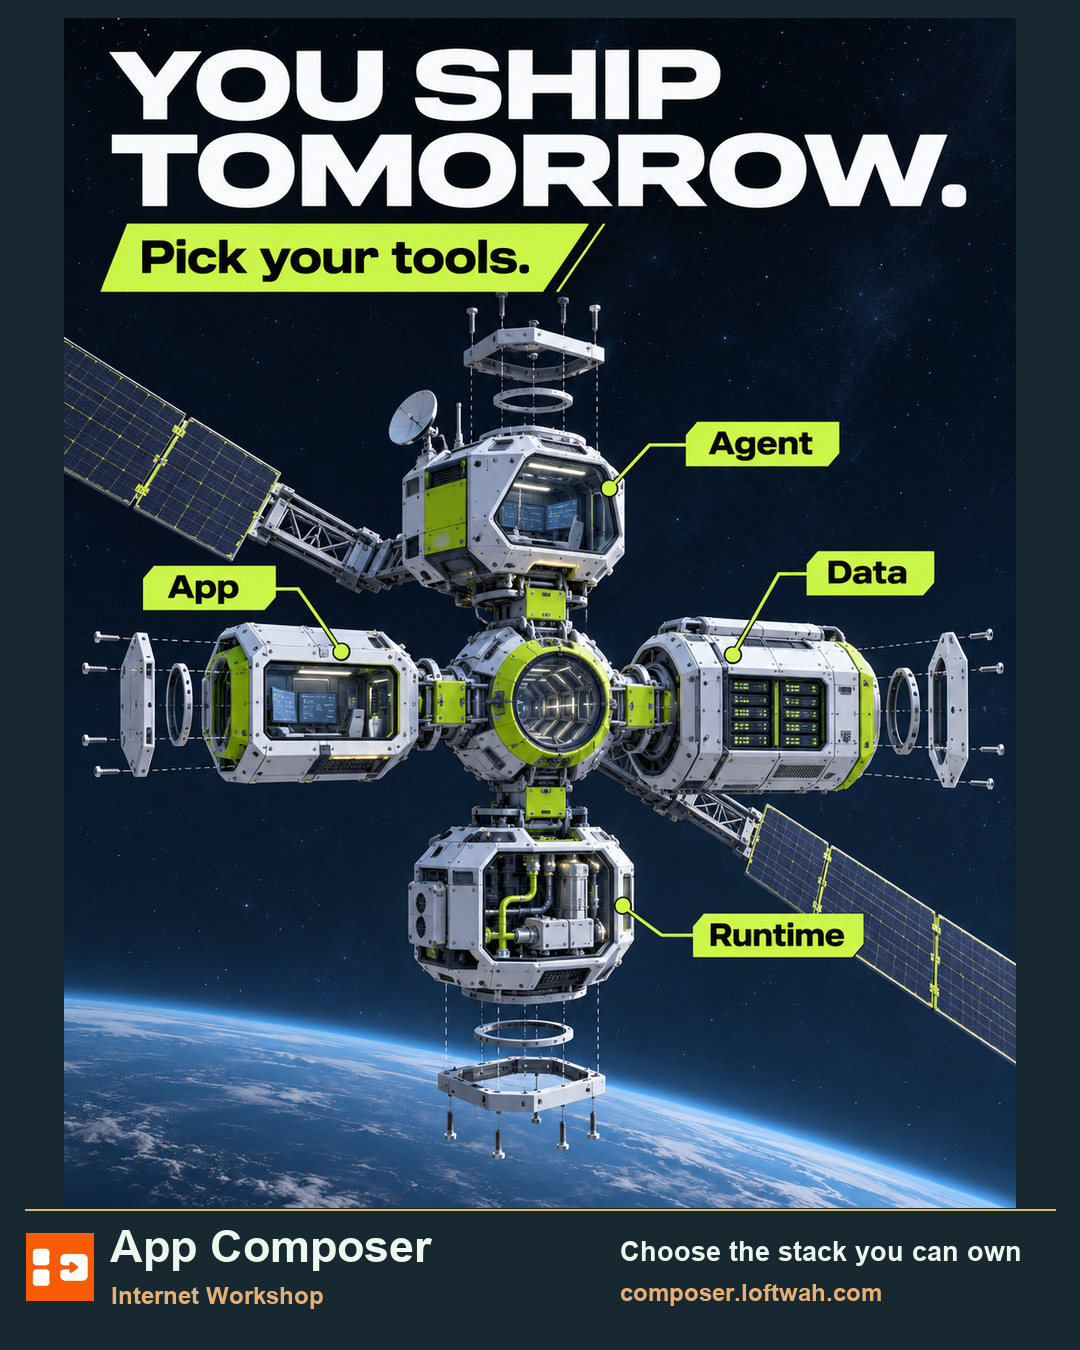 YOU SHIP
TOMORROW.
Pick your tools.
Agent
Data
App
Runtime
App Composer
Internet Workshop
Choose the stack you can own
composer.loftwah.com